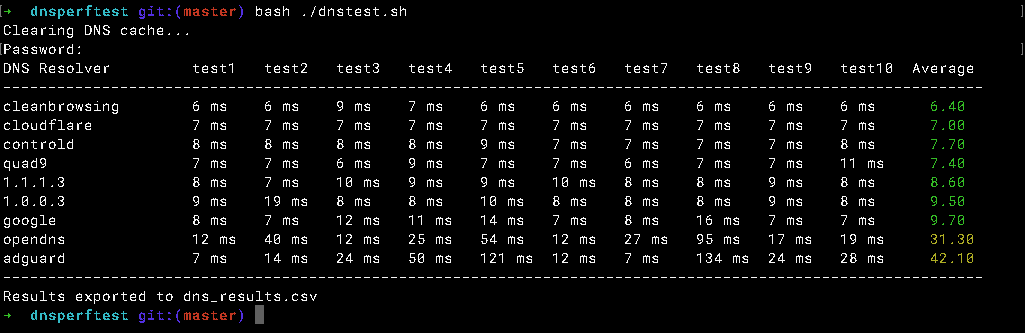 [→ dnsperftest git:(master) bash ./dnstest.sh ]
Clearing DNS cache...
[Password: ]
DNS Resolver test1 test2 test3 test4 test5 test6 test7 test8 test9 test10 Average
--------------------------------------------------------------------------------
cleanbrowsing 6 ms 6 ms 9 ms 7 ms 6 ms 6 ms 6 ms 6 ms 6 ms 6 ms 6.40
cloudflare 7 ms 7 ms 7 ms 7 ms 7 ms 7 ms 7 ms 7 ms 7 ms 7 ms 7.00
controld 8 ms 8 ms 8 ms 8 ms 9 ms 7 ms 7 ms 7 ms 7 ms 8 ms 7.70
quad9 7 ms 7 ms 6 ms 9 ms 7 ms 7 ms 6 ms 7 ms 7 ms 11 ms 7.40
1.1.1.3 8 ms 7 ms 10 ms 9 ms 9 ms 10 ms 8 ms 8 ms 9 ms 8 ms 8.60
1.0.0.3 9 ms 19 ms 8 ms 8 ms 10 ms 8 ms 8 ms 8 ms 9 ms 8 ms 9.50
google 8 ms 7 ms 12 ms 11 ms 14 ms 7 ms 8 ms 16 ms 7 ms 7 ms 9.70
opendns 12 ms 40 ms 12 ms 25 ms 54 ms 12 ms 27 ms 95 ms 17 ms 19 ms 31.30
adguard 7 ms 14 ms 24 ms 50 ms 121 ms 12 ms 7 ms 134 ms 24 ms 28 ms 42.10
--------------------------------------------------------------------------------
Results exported to dns_results.csv
→ dnsperftest git:(master)